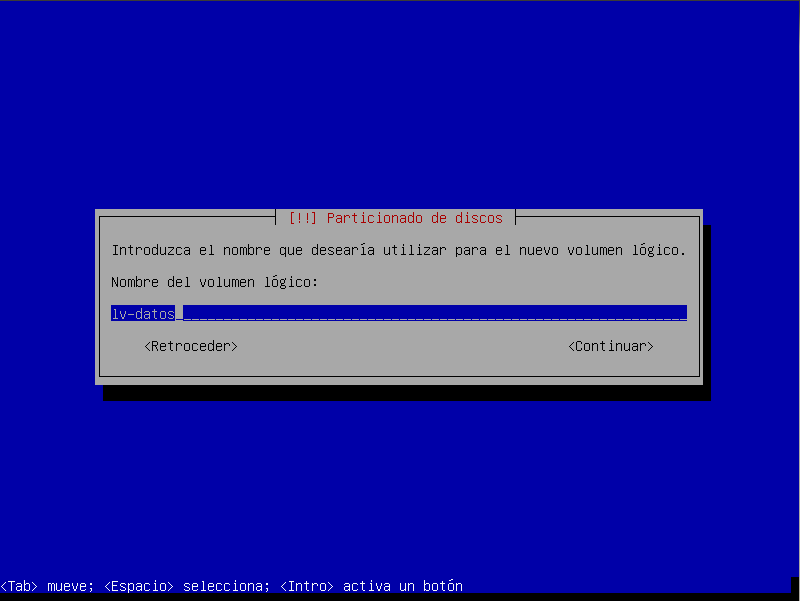 [!!] Particionado de discos
Introduzca el nombre que desearía utilizar para el nuevo volumen lógico.
Nombre del volumen lógico:
lv-datos
<Retroceder> <Continuar>
<Tab> mueve; <Espacio> selecciona; <Intro> activa un botón